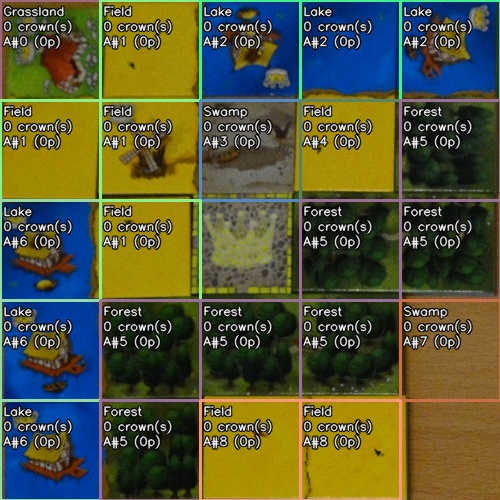 Grassland
0 crown(s)
A#0 (0p)
Field
0 crown(s)
A#1 (0p)
Lake
0 crown(s)
A#2 (0p)
Lake
0 crown(s)
A#2 (0p)
Lake
0 crown(s)
A#2 (0p)
Field
0 crown(s)
A#1 (0p)
Field
0 crown(s)
A#1 (0p)
Swamp
0 crown(s)
A#3 (0p)
Field
0 crown(s)
A#4 (0p)
Forest
0 crown(s)
A#5 (0p)
Lake
0 crown(s)
A#6 (0p)
Field
0 crown(s)
A#1 (0p)
Forest
0 crown(s)
A#5 (0p)
Forest
0 crown(s)
A#5 (0p)
Lake
0 crown(s)
A#6 (0p)
Forest
0 crown(s)
A#5 (0p)
Forest
0 crown(s)
A#5 (0p)
Forest
0 crown(s)
A#5 (0p)
Swamp
0 crown(s)
A#7 (0p)
Lake
0 crown(s)
A#6 (0p)
Forest
0 crown(s)
A#5 (0p)
Field
0 crown(s)
A#8 (0p)
Field
0 crown(s)
A#8 (0p)